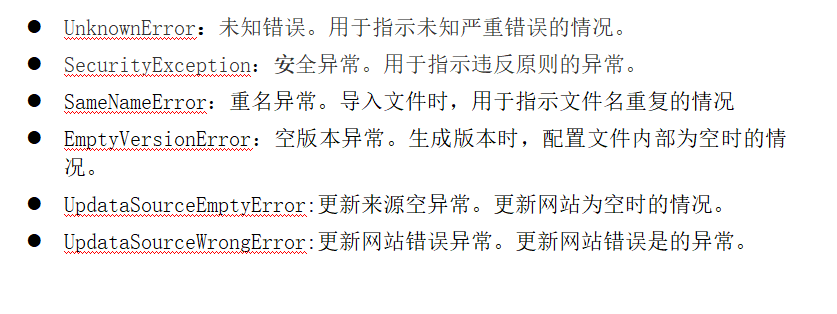 ● UnknownError：未知错误。用于指示未知严重错误的情况。
● SecurityException：安全异常。用于指示违反原则的异常。
● SameNameError：重名异常。导入文件时，用于指示文件名重复的情况
● EmptyVersionError：空版本异常。生成版本时，配置文件内部为空时的情
况。
● UpdataSourceEmptyError:更新来源空异常。更新网站为空时的情况。
● UpdataSourceWrongError:更新网站错误异常。更新网站错误是的异常。